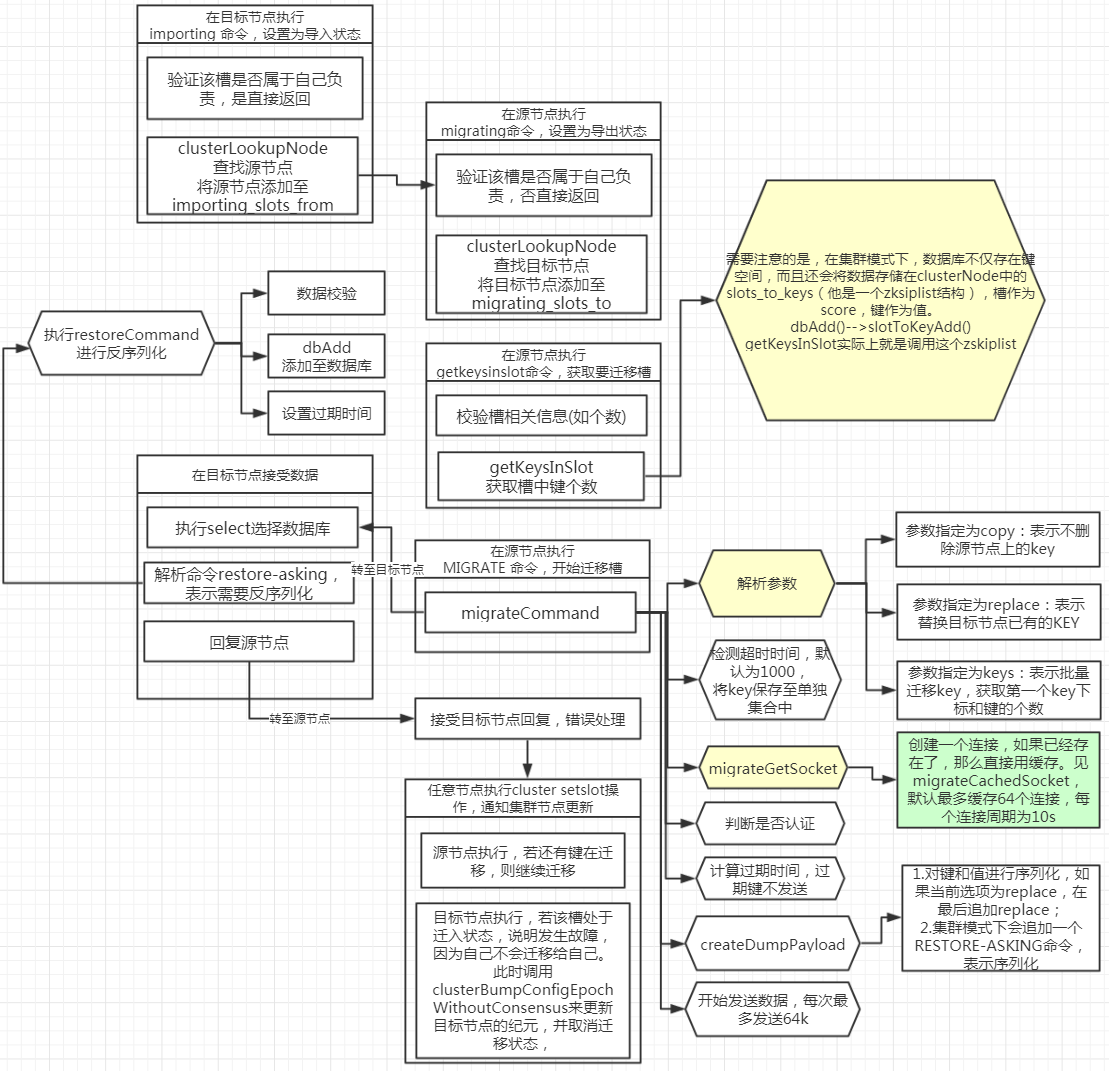 在目标节点执行
importing 命令，设置为导入状态
验证该槽是否属于自己负
责，是直接返回
clusterLookupNode
查找源节点
将源节点添加至
importing_slots_from
在源节点执行
migrating命令，设置为导出状态
验证该槽是否属于自己负
责，否直接返回
clusterLookupNode
查找目标节点
将目标节点添加至
migrating_slots_to
需要注意的是，在集群模式下，数据库不仅存在键
空间，而且还会将数据存储在clusterNode中的
slots_to_keys（他是一个zksiplist结构），槽作为
score，键作为值。
dbAdd()-->slotToKeyAdd()
getKeysInSlot实际上就是调用这个zskiplist
执行restoreCommand
进行反序列化
数据校验
dbAdd
添加至数据库
设置过期时间
在源节点执行
getkeysinslot命令，获取要迁移槽
校验槽相关信息(如个数)
getKeysInSlot
获取槽中键个数
在目标节点接受数据
执行select选择数据库
解析命令restore-asking，
表示需要反序列化
回复源节点
转至目标节点
在源节点执行
MIGRATE 命令，开始迁移槽
migrateCommand
解析参数
参数指定为copy：表示不删
除源节点上的key
参数指定为replace：表示
替换目标节点已有的KEY
参数指定为keys：表示批量
迁移key，获取第一个key下
标和键的个数
检测超时时间，默
认为1000，
将key保存至单独
集合中
转至源节点
接受目标节点回复，错误处理
migrateGetSocket
创建一个连接，如果已经存
在了，那么直接用缓存。见
migrateCachedSocket，
默认最多缓存64个连接，每
个连接周期为10s
任意节点执行cluster setslot操
作，通知集群节点更新
源节点执行，若还有键在迁
移，则继续迁移
目标节点执行，若该槽处于
迁入状态，说明发生故障，
因为自己不会迁移给自己。
此时调用
clusterBumpConfigEpoch
WithoutConsensus来更新
目标节点的纪元，并取消迁
移状态，
判断是否认证
计算过期时间，过
期键不发送
createDumpPayload
1.对键和值进行序列化，如
果当前选项为replace，在
最后追加replace；
2.集群模式下会追加一个
RESTORE-ASKING命令，
表示序列化
开始发送数据，每次最
多发送64k